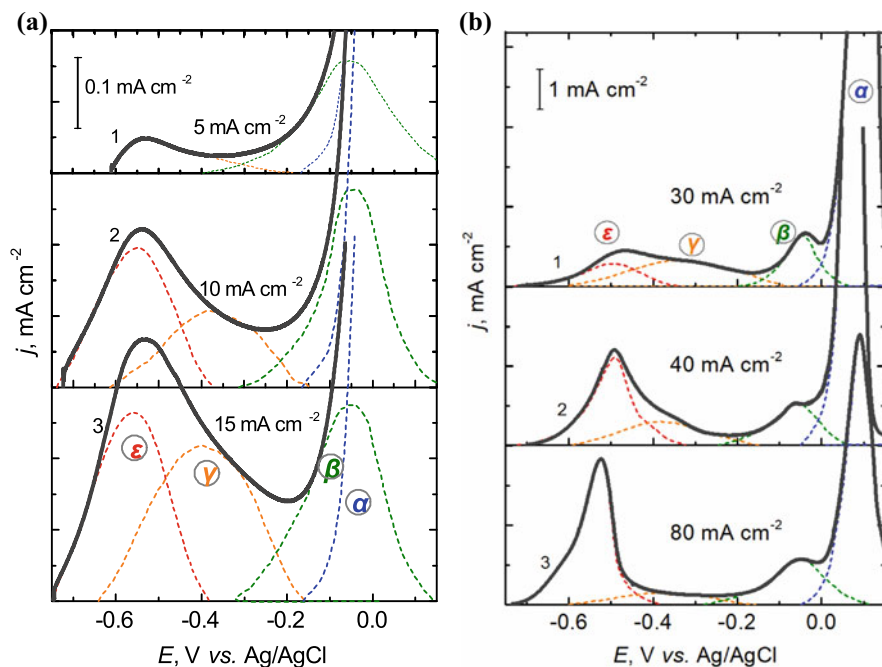 (a)
0.1 mA cm⁻²
1
5 mA cm⁻²
2
10 mA cm⁻²
3
15 mA cm⁻²
ε
γ
β
α
j, mA cm⁻²
-0.6 -0.4 -0.2 0.0
E, V vs. Ag/AgCl
(b)
1 mA cm⁻²
α
30 mA cm⁻²
ε
γ
β
1
40 mA cm⁻²
2
80 mA cm⁻²
3
j, mA cm⁻²
-0.6 -0.4 -0.2 0.0
E, V vs. Ag/AgCl